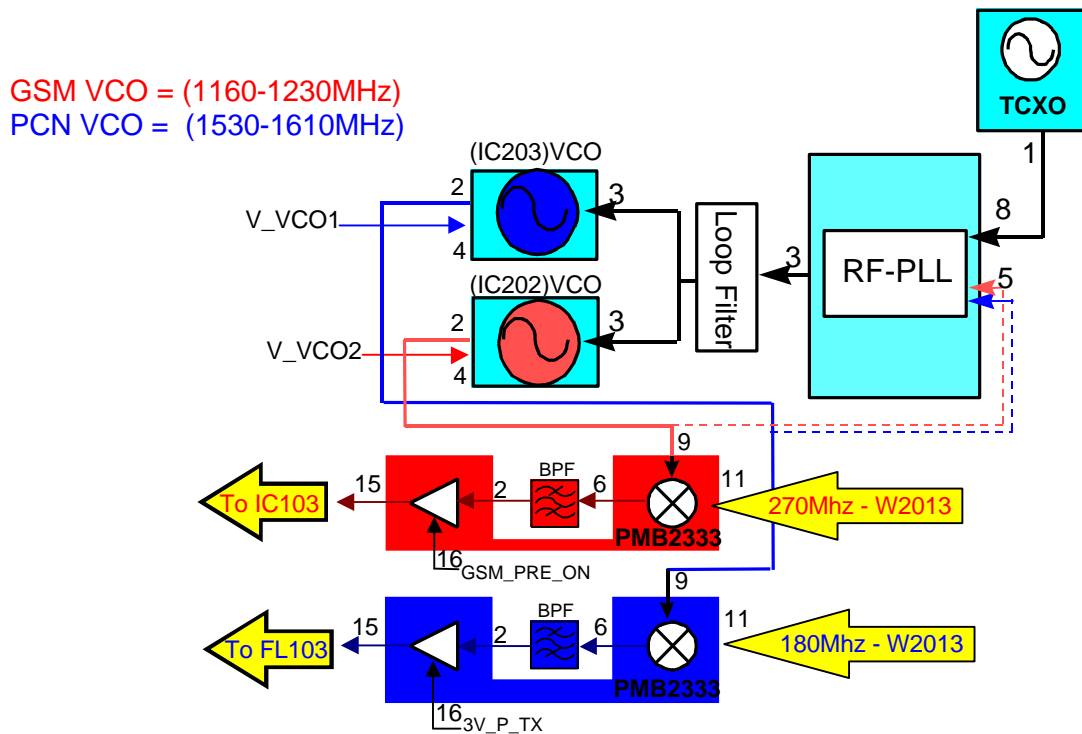 GSM VCO = (1160-1230MHz)
PCN VCO = (1530-1610MHz)
TCXO
1
8
RF-PLL
5
3
Loop Filter
(IC203)VCO
2
3
V_VCO1
4
(IC202)VCO
2
3
V_VCO2
4
9
To IC103
15
2
BPF
6
11
270Mhz - W2013
PMB2333
16
GSM_PRE_ON
9
To FL103
15
2
BPF
6
11
180Mhz - W2013
PMB2333
16
3V_P_TX